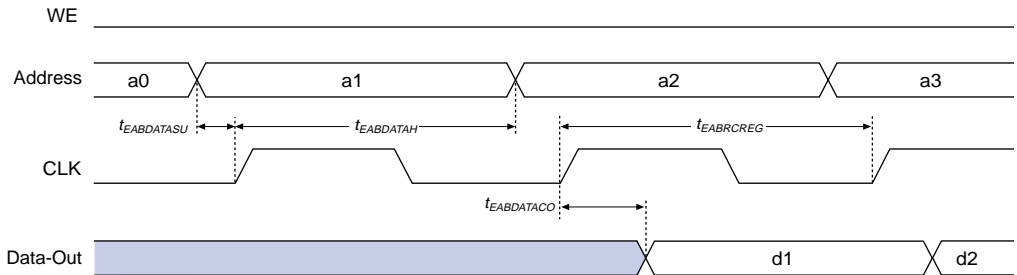 WE
Address a0 a1 a2 a3
tEABDATASU tEABDATAH tEABRCREG
CLK
tEABDATACO
Data-Out d1 d2